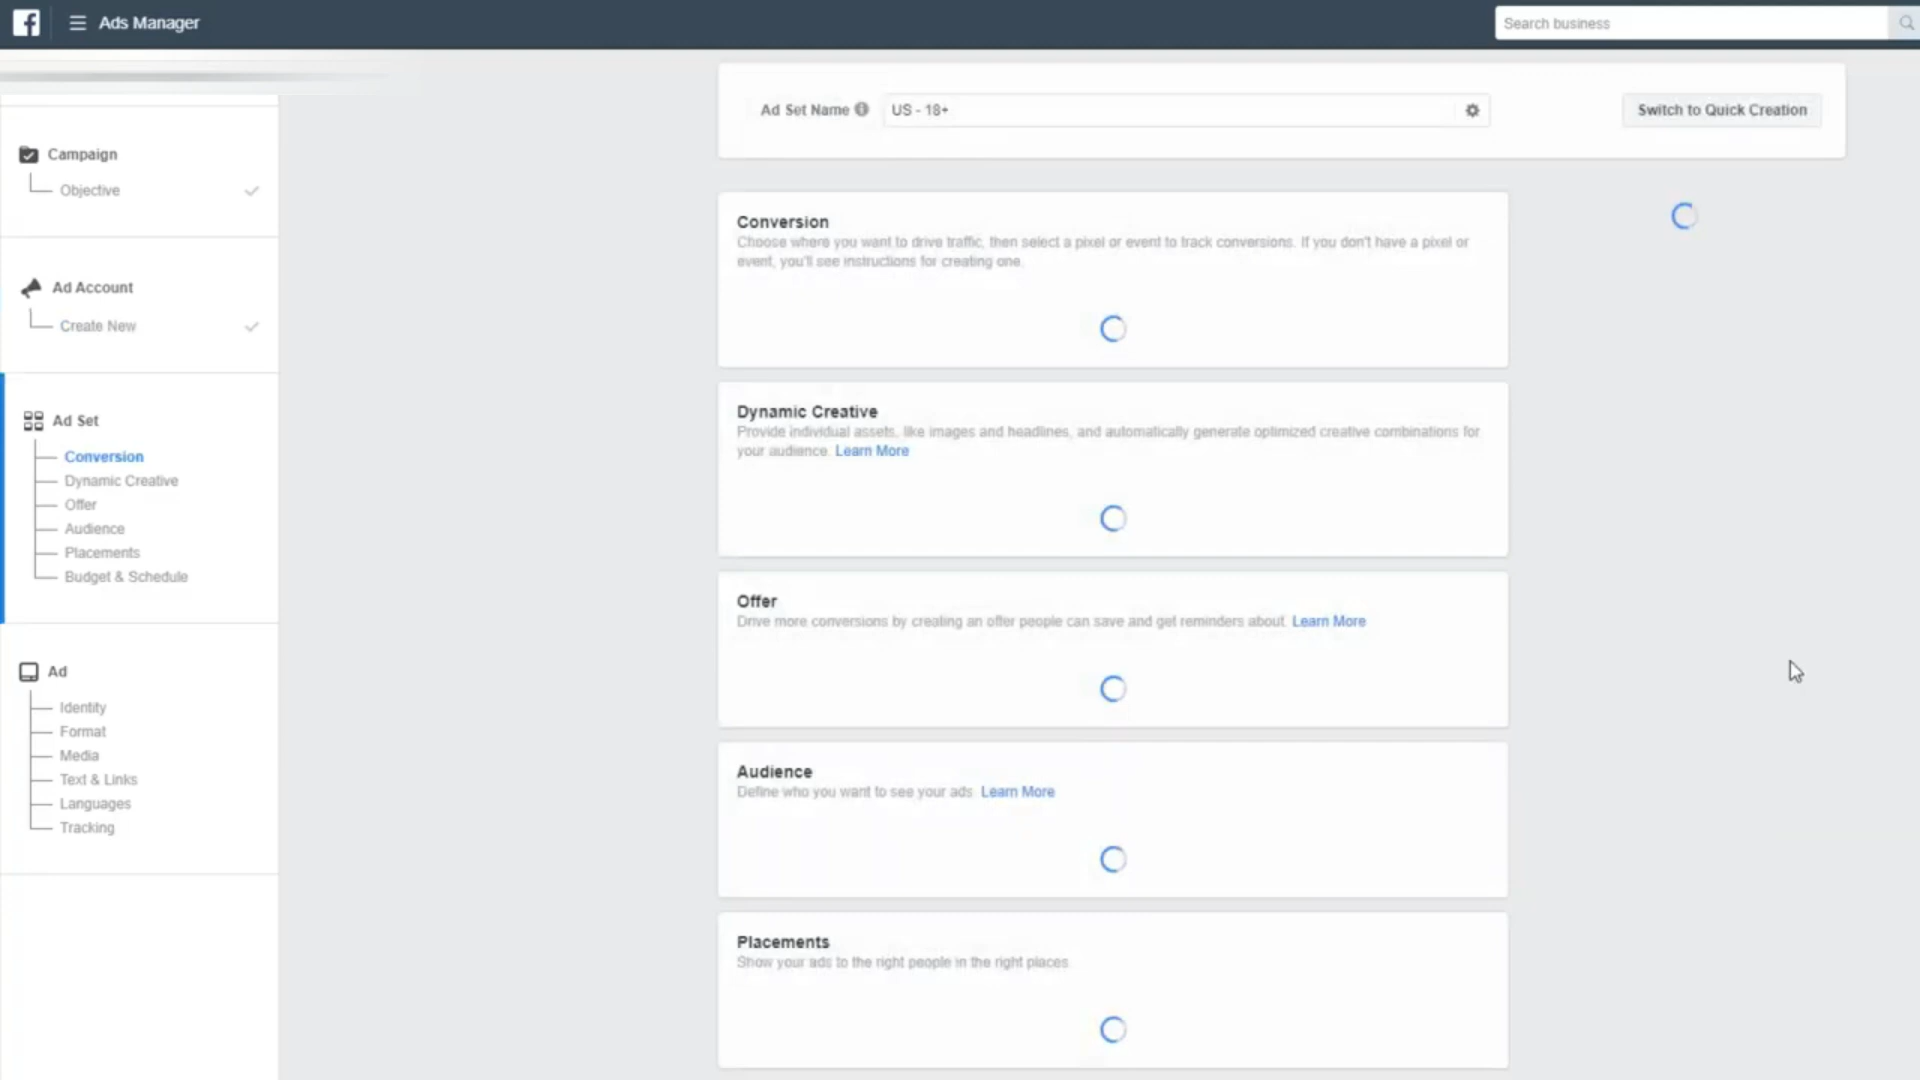 Ads Manager
Search business
Ad Set Name
US - 18+
Switch to Quick Creation
Campaign
Objective
Ad Account
Create New
Ad Set
Conversion
Dynamic Creative
Offer
Audience
Placements
Budget & Schedule
Ad
Identity
Format
Media
Text & Links
Languages
Tracking
Conversion
Choose where you want to drive traffic, then select a pixel or event to track conversions. If you don't have a pixel or
event, you'll see instructions for creating one.
Dynamic Creative
Provide individual assets, like images and headlines, and automatically generate optimized creative combinations for
your audience. Learn More
Offer
Drive more conversions by creating an offer people can save and get reminders about. Learn More
Audience
Define who you want to see your ads. Learn More
Placements
Show your ads to the right people in the right places.